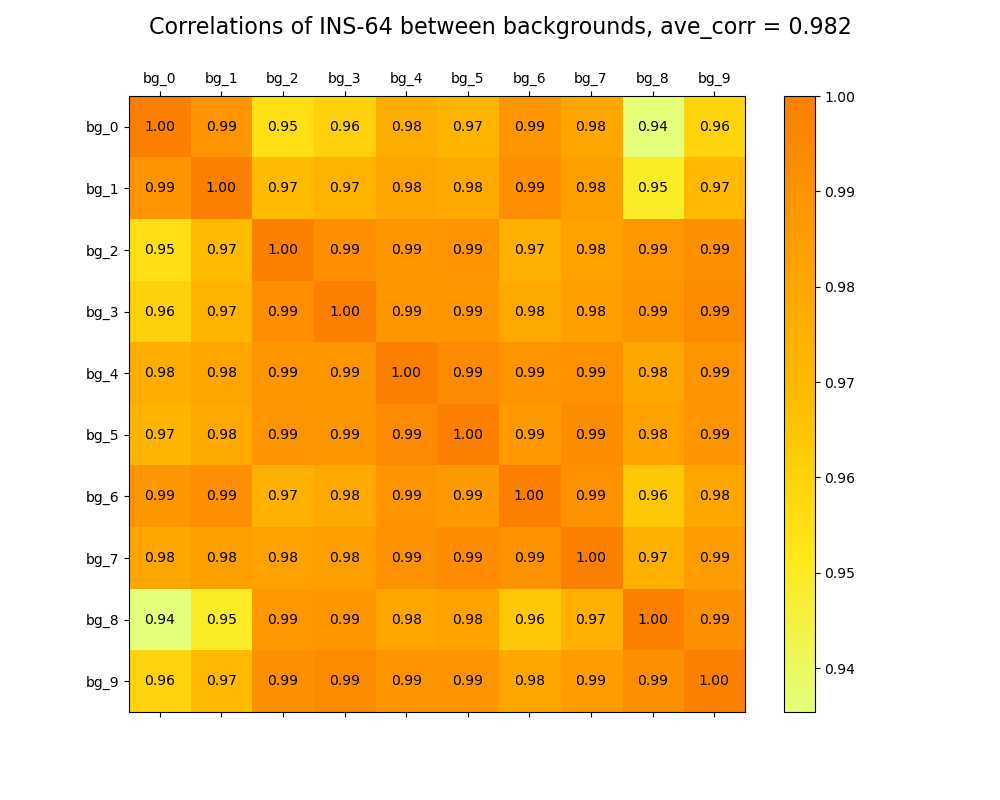 Correlations of INS-64 between backgrounds, ave_corr = 0.982
bg_0 bg_1 bg_2 bg_3 bg_4 bg_5 bg_6 bg_7 bg_8 bg_9
bg_0 1.00 0.99 0.95 0.96 0.98 0.97 0.99 0.98 0.94 0.96
bg_1 0.99 1.00 0.97 0.97 0.98 0.98 0.99 0.98 0.95 0.97
bg_2 0.95 0.97 1.00 0.99 0.99 0.99 0.97 0.98 0.99 0.99
bg_3 0.96 0.97 0.99 1.00 0.99 0.99 0.98 0.98 0.99 0.99
bg_4 0.98 0.98 0.99 0.99 1.00 0.99 0.99 0.99 0.98 0.99
bg_5 0.97 0.98 0.99 0.99 0.99 1.00 0.99 0.99 0.98 0.99
bg_6 0.99 0.99 0.97 0.98 0.99 0.99 1.00 0.99 0.96 0.98
bg_7 0.98 0.98 0.98 0.98 0.99 0.99 0.99 1.00 0.97 0.99
bg_8 0.94 0.95 0.99 0.99 0.98 0.98 0.96 0.97 1.00 0.99
bg_9 0.96 0.97 0.99 0.99 0.99 0.99 0.98 0.99 0.99 1.00
1.00
0.99
0.98
0.97
0.96
0.95
0.94